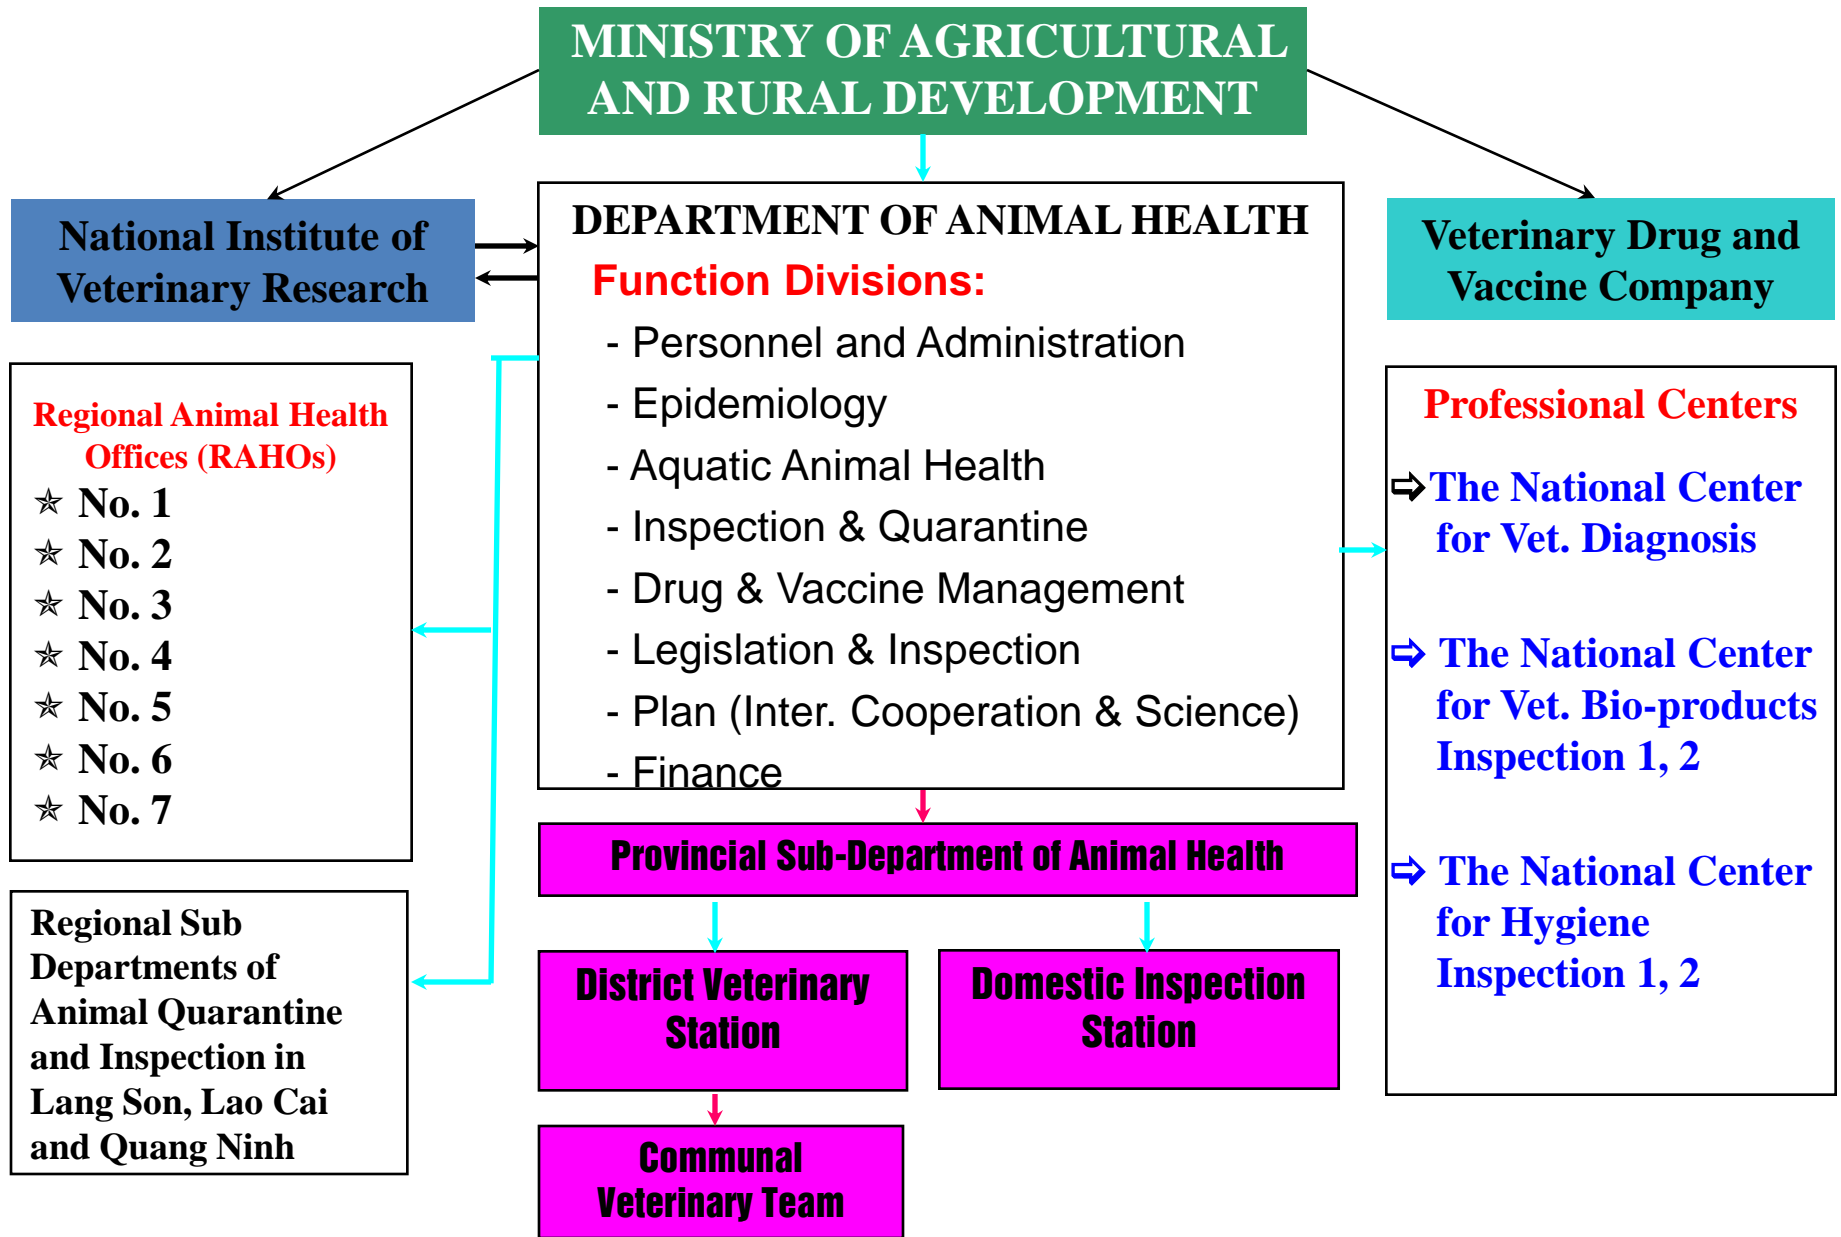 MINISTRY OF AGRICULTURAL
AND RURAL DEVELOPMENT
National Institute of
Veterinary Research
DEPARTMENT OF ANIMAL HEALTH
Function Divisions:
- Personnel and Administration
- Epidemiology
- Aquatic Animal Health
- Inspection & Quarantine
- Drug & Vaccine Management
- Legislation & Inspection
- Plan (Inter. Cooperation & Science)
- Finance
Veterinary Drug and
Vaccine Company
Regional Animal Health
Offices (RAHOs)
✯ No. 1
✯ No. 2
✯ No. 3
✯ No. 4
✯ No. 5
✯ No. 6
✯ No. 7
Professional Centers
➪The National Center
for Vet. Diagnosis
➪ The National Center
for Vet. Bio-products
Inspection 1, 2
➪ The National Center
for Hygiene
Inspection 1, 2
Regional Sub
Departments of
Animal Quarantine
and Inspection in
Lang Son, Lao Cai
and Quang Ninh
Provincial Sub-Department of Animal Health
District Veterinary
Station
Domestic Inspection
Station
Communal
Veterinary Team